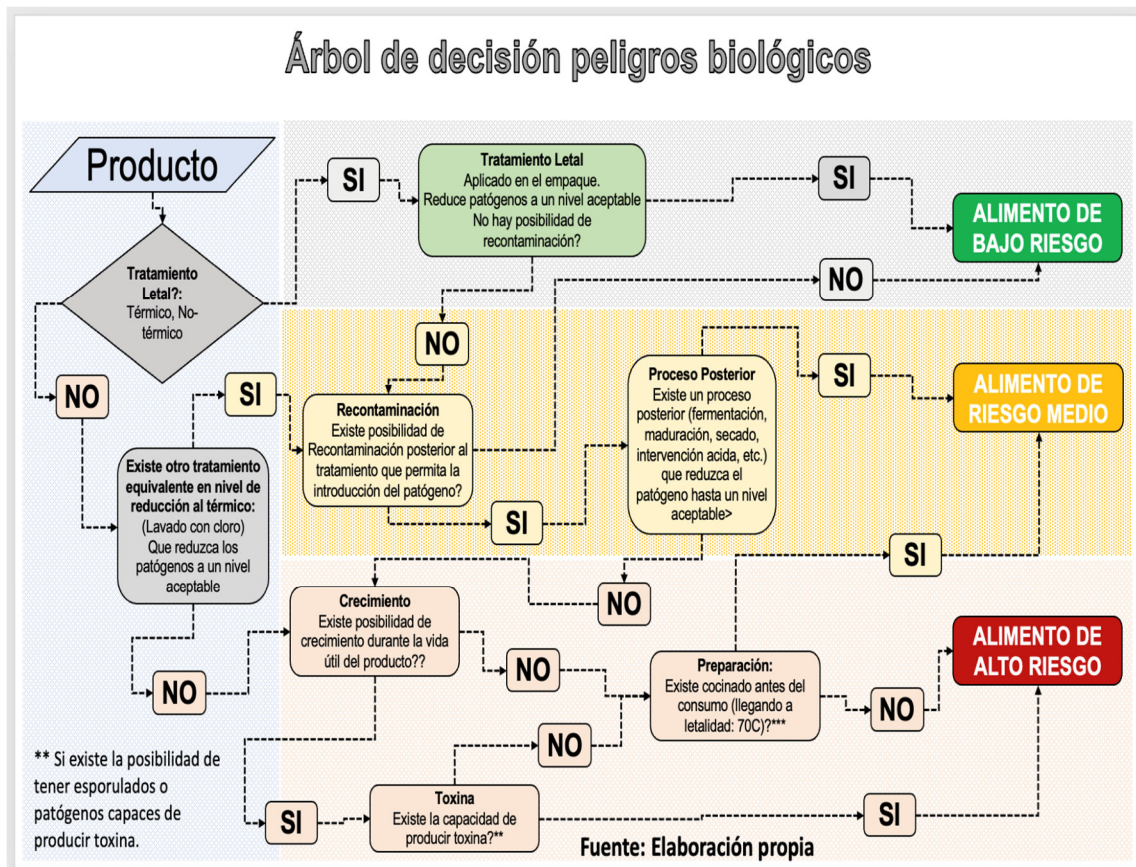 Árbol de decisión peligros biológicos
Producto
Tratamiento
Letal?:
Térmico, No-
térmico
SI
Tratamiento Letal
Aplicado en el empaque.
Reduce patógenos a un nivel aceptable
No hay posibilidad de
recontaminación?
SI
ALIMENTO DE
BAJO RIESGO
NO
NO
NO
SI
Recontaminación
Existe posibilidad de
Recontaminación posterior al
tratamiento que permita la
introducción del patógeno?
Proceso Posterior
Existe un proceso
posterior (fermentación,
maduración, secado,
intervención acida, etc.)
que reduzca el
patógeno hasta un nivel
aceptable>
SI
ALIMENTO DE
RIESGO MEDIO
Existe otro tratamiento
equivalente en nivel de
reducción al térmico:
(Lavado con cloro)
Que reduzca los
patógenos a un nivel
aceptable
SI
SI
NO
Crecimiento
Existe posibilidad de
crecimiento durante la vida
útil del producto??
NO
NO
Preparación:
Existe cocinado antes del
consumo (llegando a
letalidad: 70C)?***
NO
ALIMENTO DE
ALTO RIESGO
NO
** Si existe la posibilidad de
tener esporulados o
patógenos capaces de
producir toxina.
SI
Toxina
Existe la capacidad de
producir toxina?**
SI
Fuente: Elaboración propia